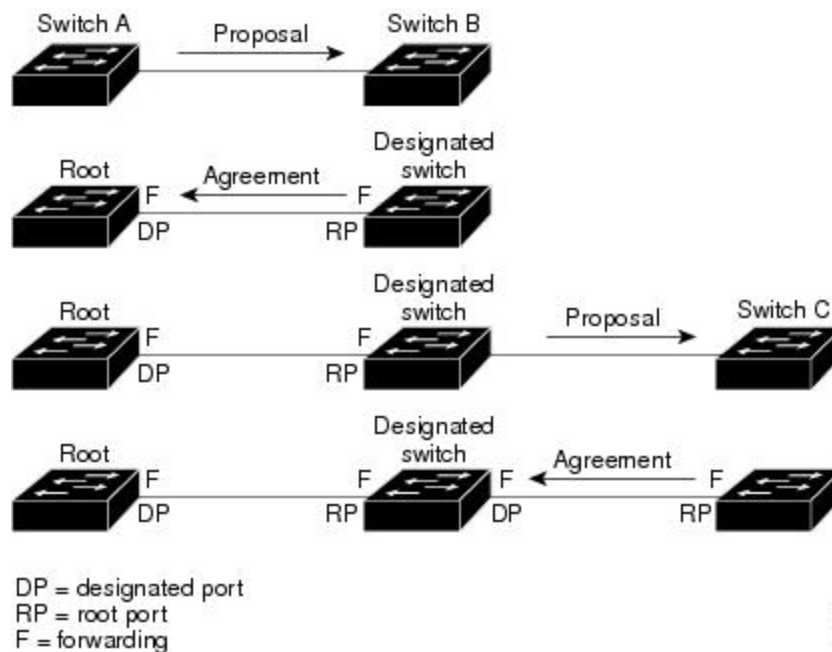 Switch A
Proposal
Switch B
Root
F
Agreement
F
Designated
switch
DP
RP
Root
F
Designated
switch
F
Proposal
Switch C
DP
RP
Root
F
Designated
switch
F
F
Agreement
F
DP
RP
DP
RP
DP = designated port
RP = root port
F = forwarding